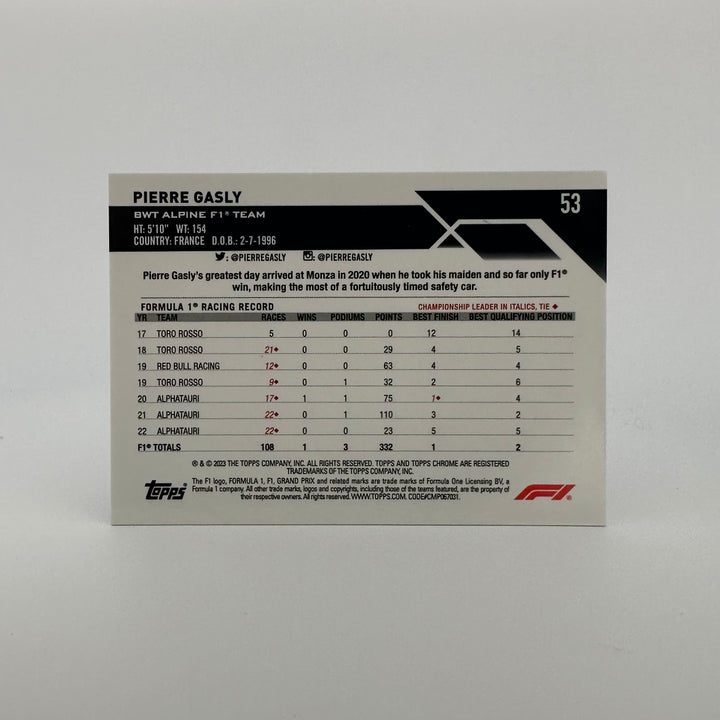 PIERRE GASLY
53
BWT ALPINE F1® TEAM
HT: 5'10" WT: 154
COUNTRY: FRANCE D.O.B.: 2-7-1996
: @PIERREGASLY : @PIERREGASLY
Pierre Gasly's greatest day arrived at Monza in 2020 when he took his maiden and so far only F1®
win, making the most of a fortuitously timed safety car.
FORMULA 1® RACING RECORD CHAMPIONSHIP LEADER IN ITALICS, TIE ♦
YR TEAM RACES WINS PODIUMS POINTS BEST FINISH BEST QUALIFYING POSITION
17 TORO ROSSO 5 0 0 0 12 14
18 TORO ROSSO 21♦ 0 0 29 4 5
19 RED BULL RACING 12♦ 0 0 63 4 4
19 TORO ROSSO 9♦ 0 1 32 2 6
20 ALPHATAURI 17♦ 1 1 75 1♦ 4
21 ALPHATAURI 22♦ 0 1 110 3 2
22 ALPHATAURI 22♦ 0 0 23 5 5
F1® TOTALS 108 1 3 332 1 2
® & © 2023 THE TOPPS COMPANY, INC. ALL RIGHTS RESERVED. TOPPS AND TOPPS CHROME ARE REGISTERED
TRADEMARKS OF THE TOPPS COMPANY, INC.
The F1 logo, FORMULA 1, F1, GRAND PRIX and related marks are trade marks of Formula One Licensing BV, a
Formula 1 company. All other trade marks, logos and copyrights, including those of the teams featured, are the property of
their respective owners. All rights reserved. WWW.TOPPS.COM. CODE#CMP067031.
Topps
F1®